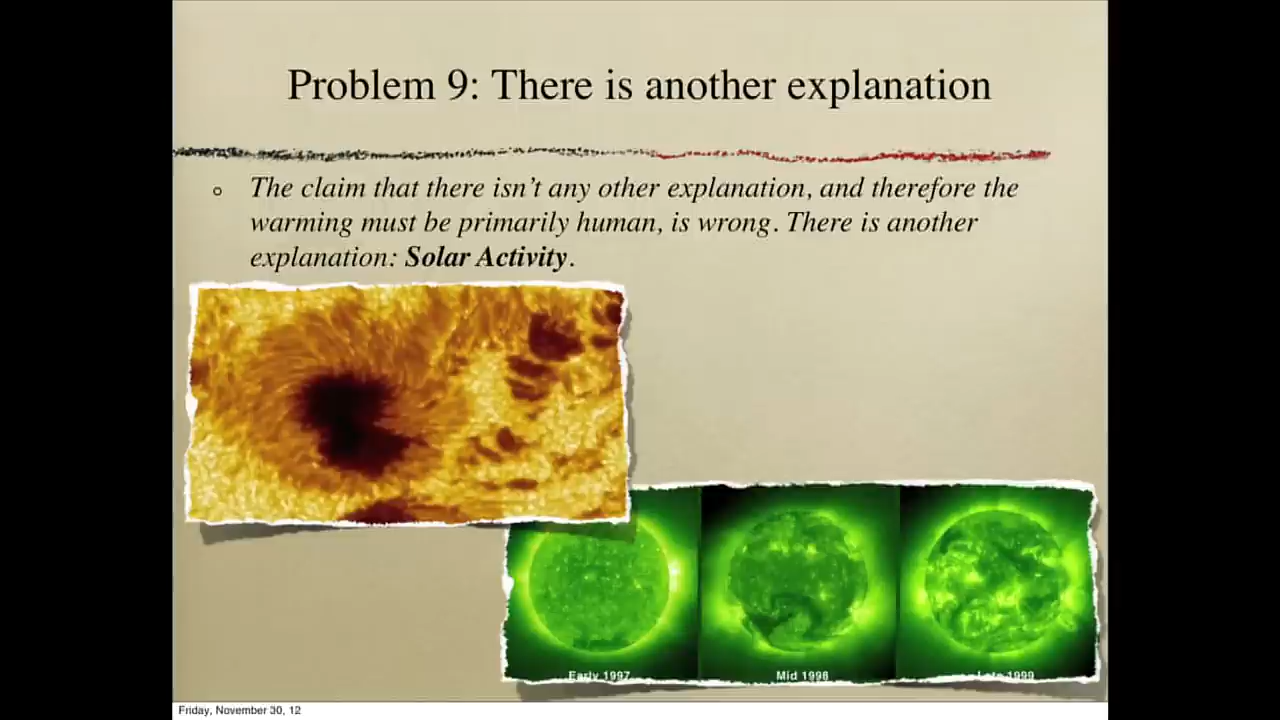 Problem 9: There is another explanation
The claim that there isn't any other explanation, and therefore the
warming must be primarily human, is wrong. There is another
explanation: Solar Activity.
Early 1997
Mid 1998
Late 1999
Friday, November 30, 12